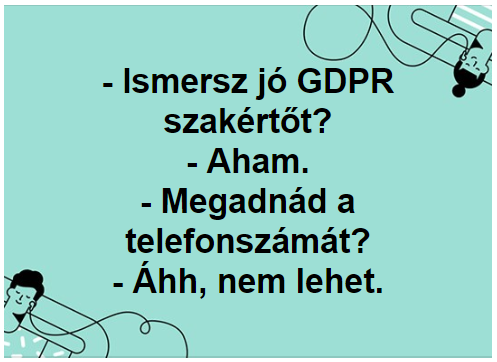 - Ismersz jó GDPR
szakértőt?
- Aham.
- Megadnád a
telefonszámát?
- Áhh, nem lehet.